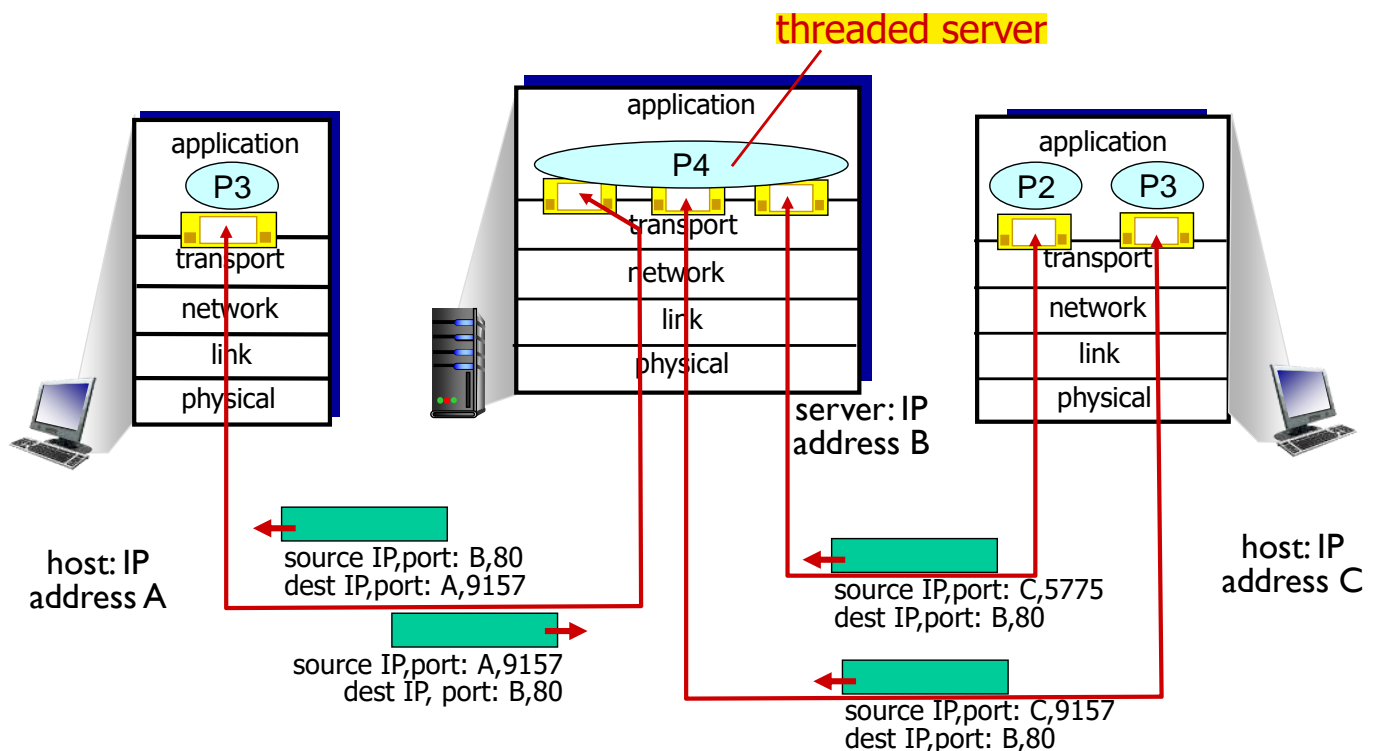 threaded server
application
P3
transport
network
link
physical
application
P4
transport
network
link
physical
application
P2
P3
transport
network
link
physical
server: IP
address B
host: IP
address A
source IP,port: B,80
dest IP,port: A,9157
source IP,port: A,9157
dest IP, port: B,80
source IP,port: C,5775
dest IP,port: B,80
source IP,port: C,9157
dest IP,port: B,80
host: IP
address C